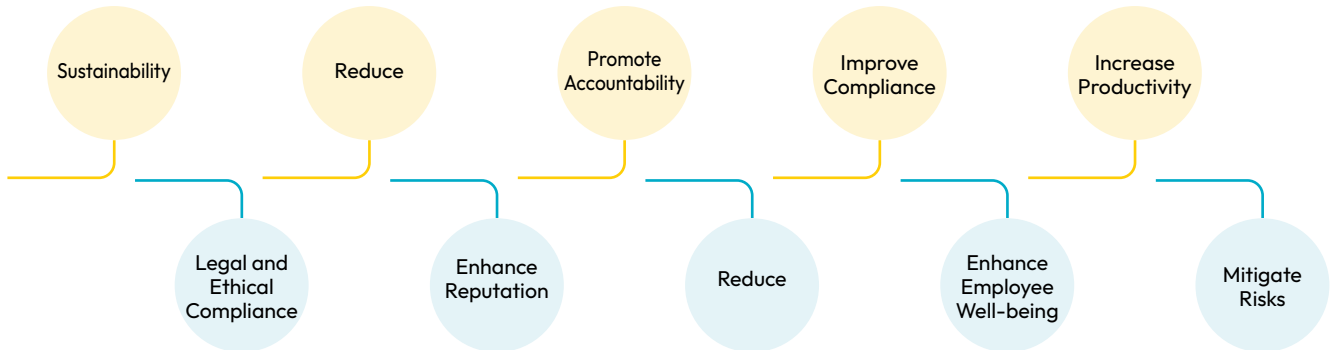 Sustainability
Reduce
Promote
Accountability
Improve
Compliance
Increase
Productivity
Legal and
Ethical
Compliance
Enhance
Reputation
Reduce
Enhance
Employee
Well-being
Mitigate
Risks